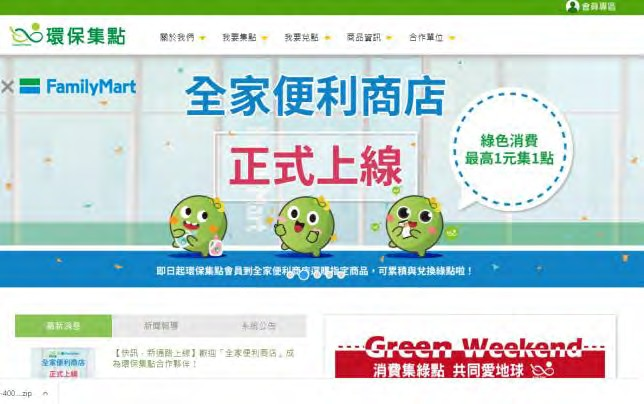 會員專區
環保集點
關於我們 我要集點 我要兌點 商品資訊 合作單位
FamilyMart
全家便利商店
正式上線
綠色消費
最高1元集1點
即日起環保集點會員到全家便利商店選購指定商品，可累積與兌換綠點啦！
最新消息 新聞報導 系統公告
【快訊．新通路上線】歡迎「全家便利商店」成
為環保集點合作夥伴！
全家便利商店
正式上線
Green Weekend
消費集綠點 共同愛地球
-400....zip